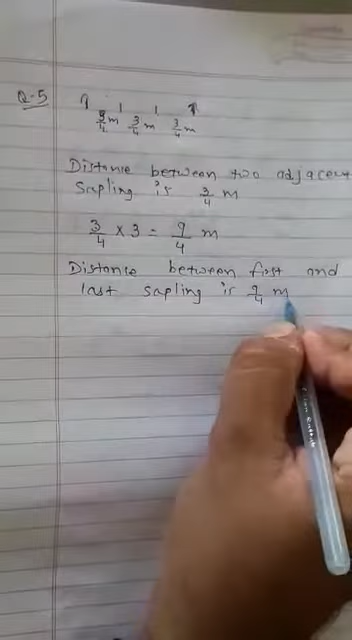 Q-5
3/4 m 3/4 m 3/4 m
Distance between two adjacent
sapling is 3/4 m
3/4 × 3 = 9/4 m
Distance between first and
last sapling is 9/4 m